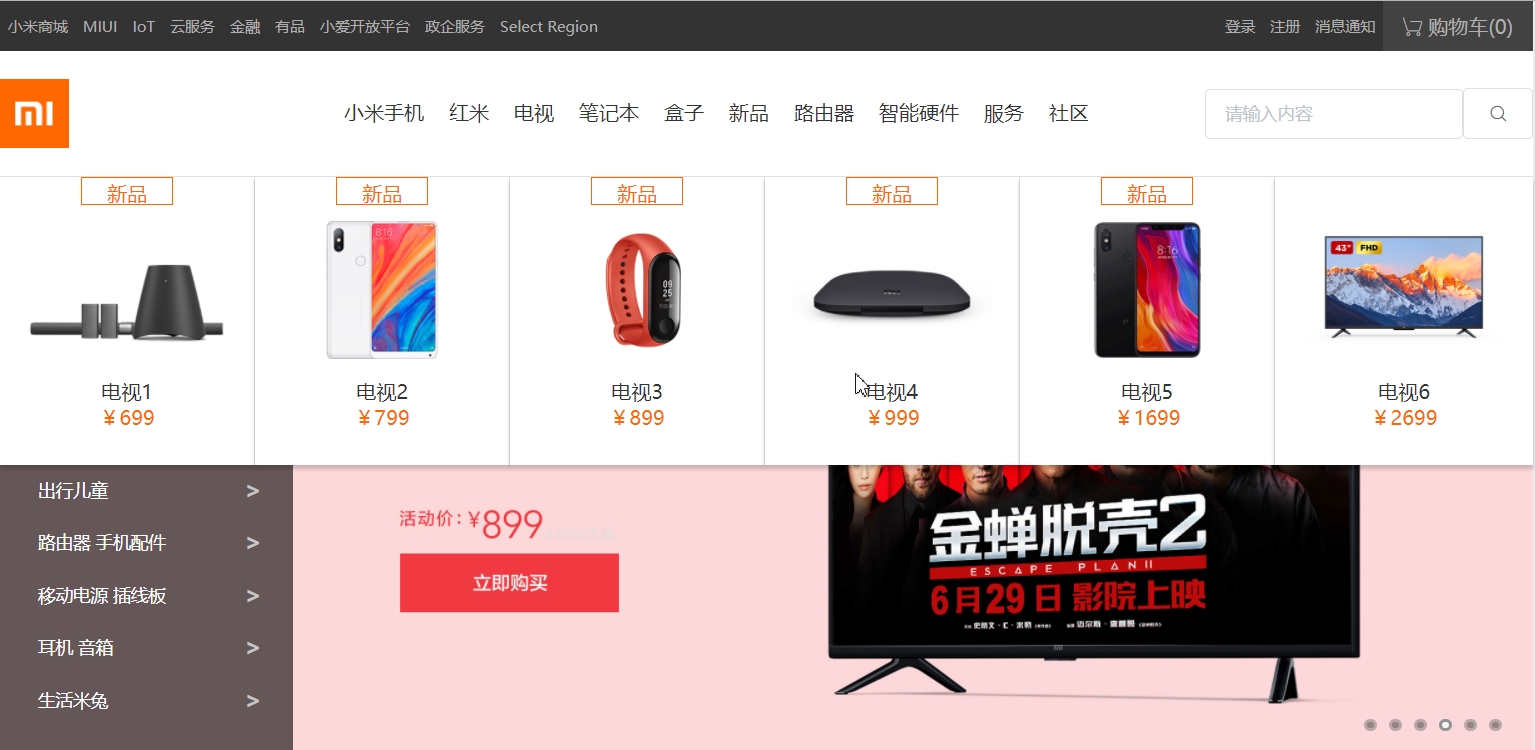 小米商城 MIUI IoT 云服务 金融 有品 小爱开放平台 政企服务 Select Region 登录 注册 消息通知 购物车(0)
小米手机 红米 电视 笔记本 盒子 新品 路由器 智能硬件 服务 社区 请输入内容
新品 新品 新品 新品 新品
8:16
09
25
8:16
43" FHD
电视1 电视2 电视3 电视4 电视5 电视6
¥ 699 ¥ 799 ¥ 899 ¥ 999 ¥ 1699 ¥ 2699
出行儿童 >
路由器 手机配件 >
移动电源 插线板 >
耳机 音箱 >
生活米兔 >
活动价：¥899
立即购买
金蝉脱壳2
ESCAPE PLAN II
6月29日 影院上映